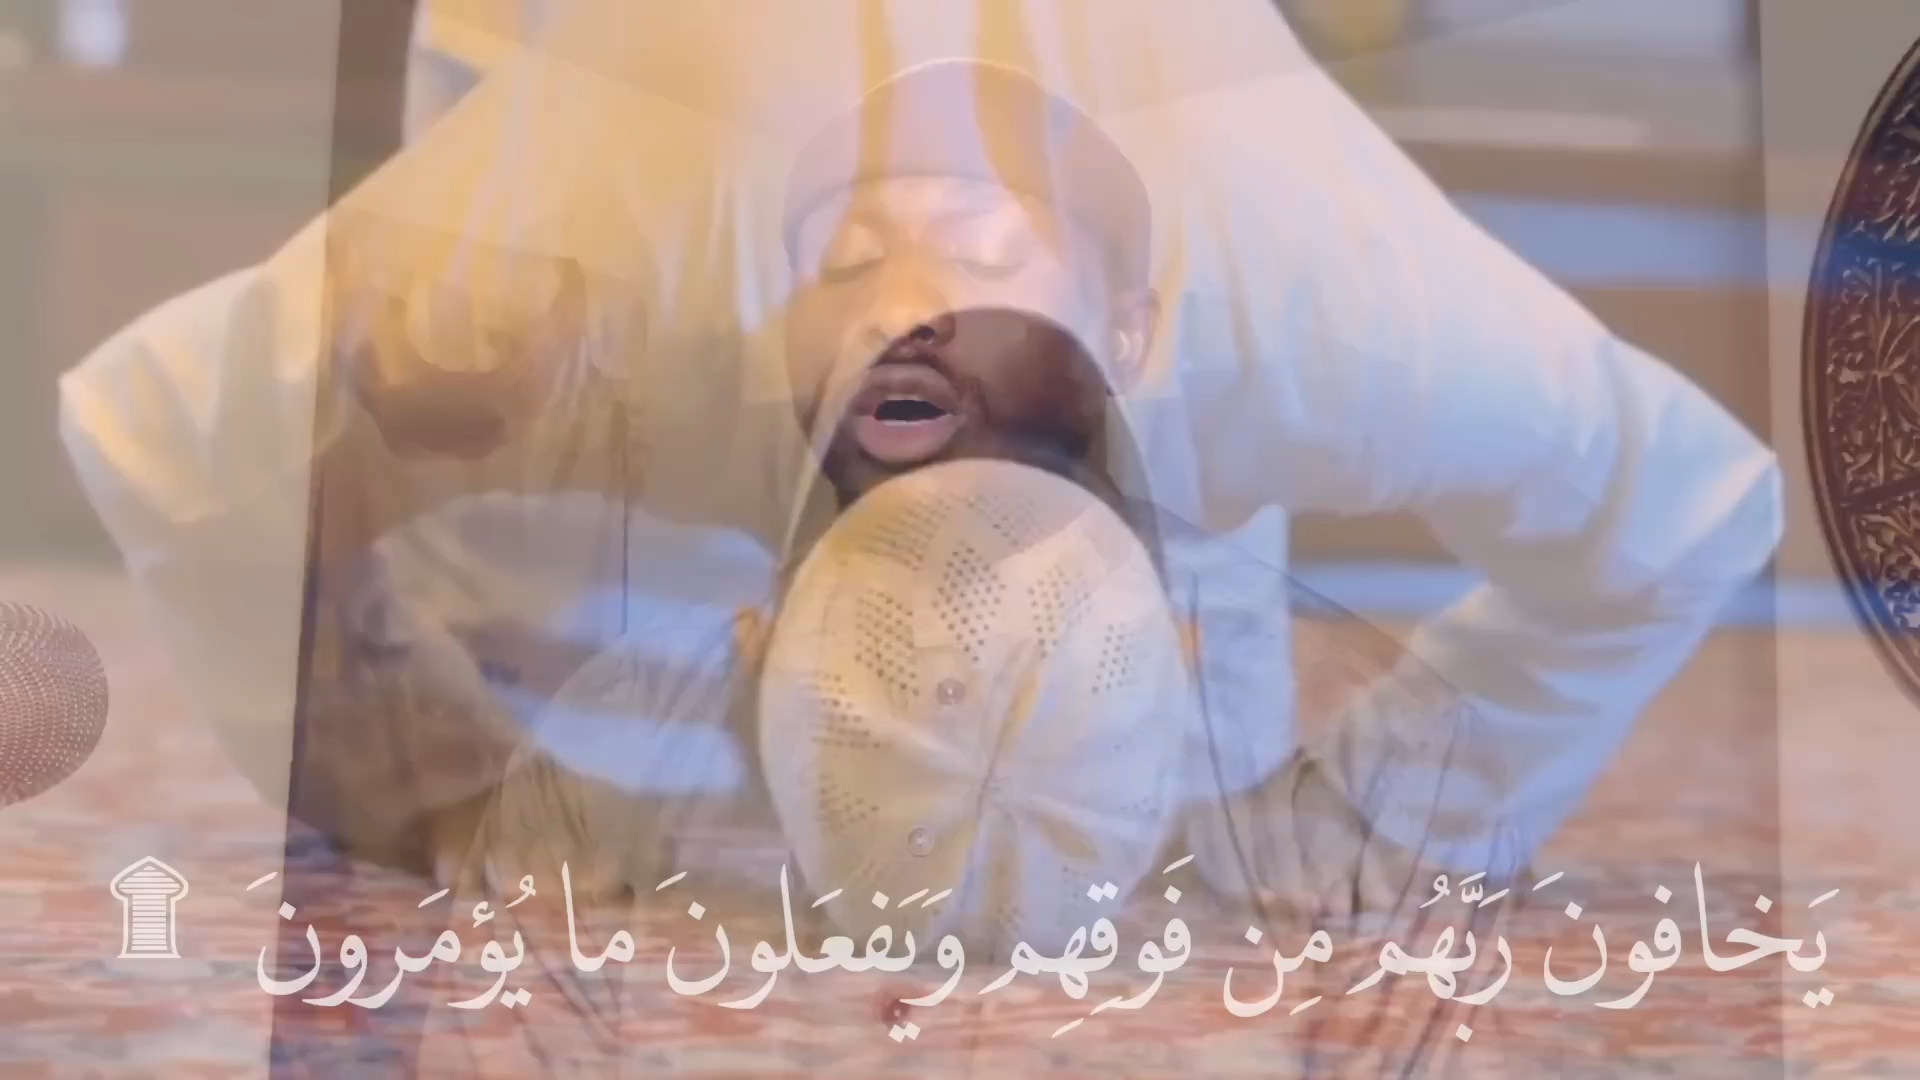 يَخافونَ رَبَّهُم مِن فَوقِهِم وَيَفعَلونَ ما يُؤمَرونَ ۩